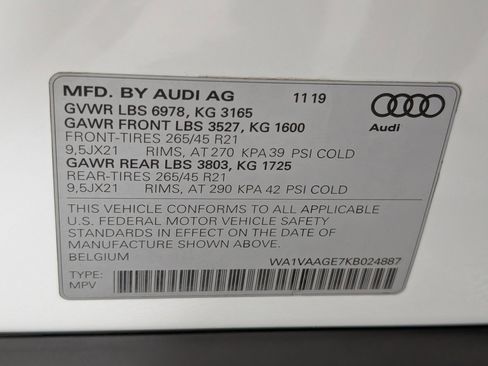 MFD. BY AUDI AG 11 19
GVWR LBS 6978, KG 3165
GAWR FRONT LBS 3527, KG 1600
FRONT-TIRES 265/45 R21
9,5JX21 RIMS, AT 270 KPA 39 PSI COLD
GAWR REAR LBS 3803, KG 1725
REAR-TIRES 265/45 R21
9,5JX21 RIMS, AT 290 KPA 42 PSI COLD
Audi
THIS VEHICLE CONFORMS TO ALL APPLICABLE
U.S. FEDERAL MOTOR VEHICLE SAFETY
STANDARDS IN EFFECT ON THE DATE OF
MANUFACTURE SHOWN ABOVE.
BELGIUM WA1VAAGE7KB024887
TYPE:
MPV